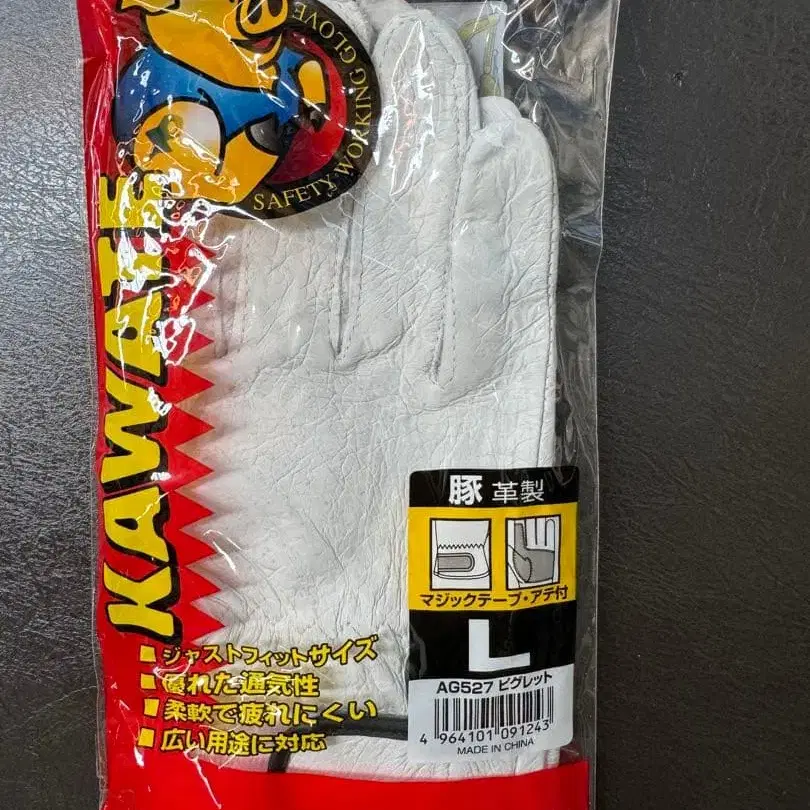 SAFETY WORKING GLOVE
KAWATE
豚 革製
マジックテープ・アテ付
L
AG527 ピグレット
4 964101 091243
MADE IN CHINA
■ ジャストフィットサイズ
■ 優れた通気性
■ 柔軟で疲れにくい
■ 広い用途に対応